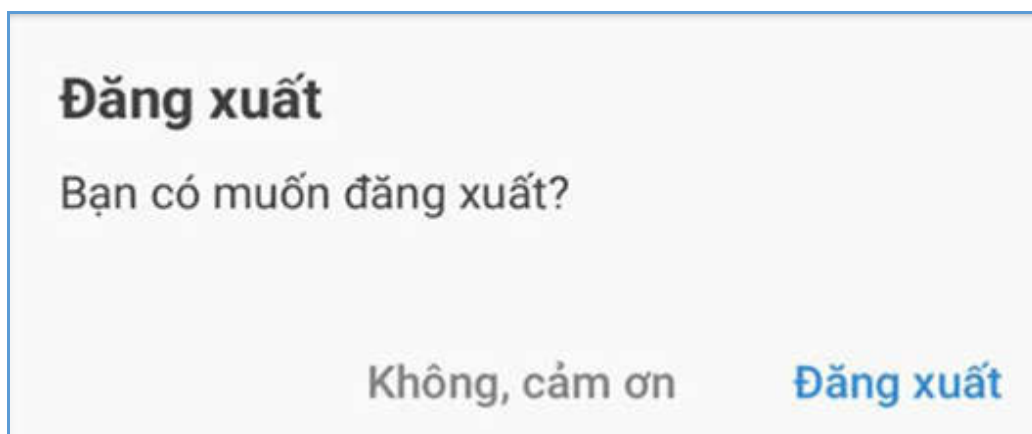 Đăng xuất
Bạn có muốn đăng xuất?
Không, cảm ơn Đăng xuất